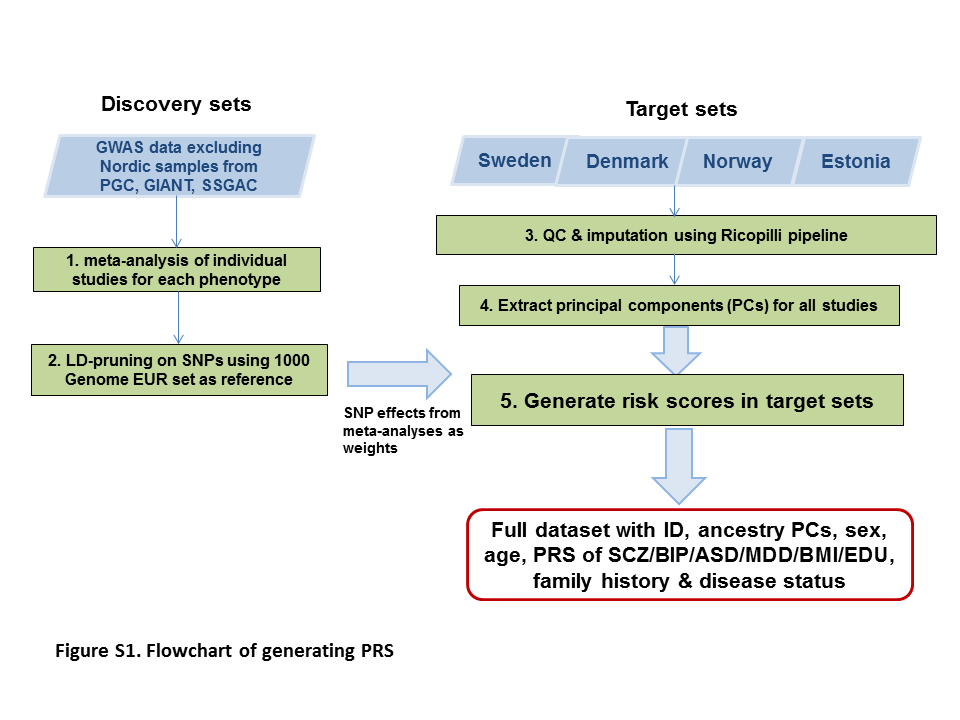 Discovery sets
GWAS data excluding
Nordic samples from
PGC, GIANT, SSGAC
1. meta-analysis of individual
studies for each phenotype
2. LD-pruning on SNPs using 1000
Genome EUR set as reference
SNP effects from
meta-analyses as
weights
Target sets
Sweden
Denmark
Norway
Estonia
3. QC & imputation using Ricopilli pipeline
4. Extract principal components (PCs) for all studies
5. Generate risk scores in target sets
Full dataset with ID, ancestry PCs, sex,
age, PRS of SCZ/BIP/ASD/MDD/BMI/EDU,
family history & disease status
Figure S1. Flowchart of generating PRS